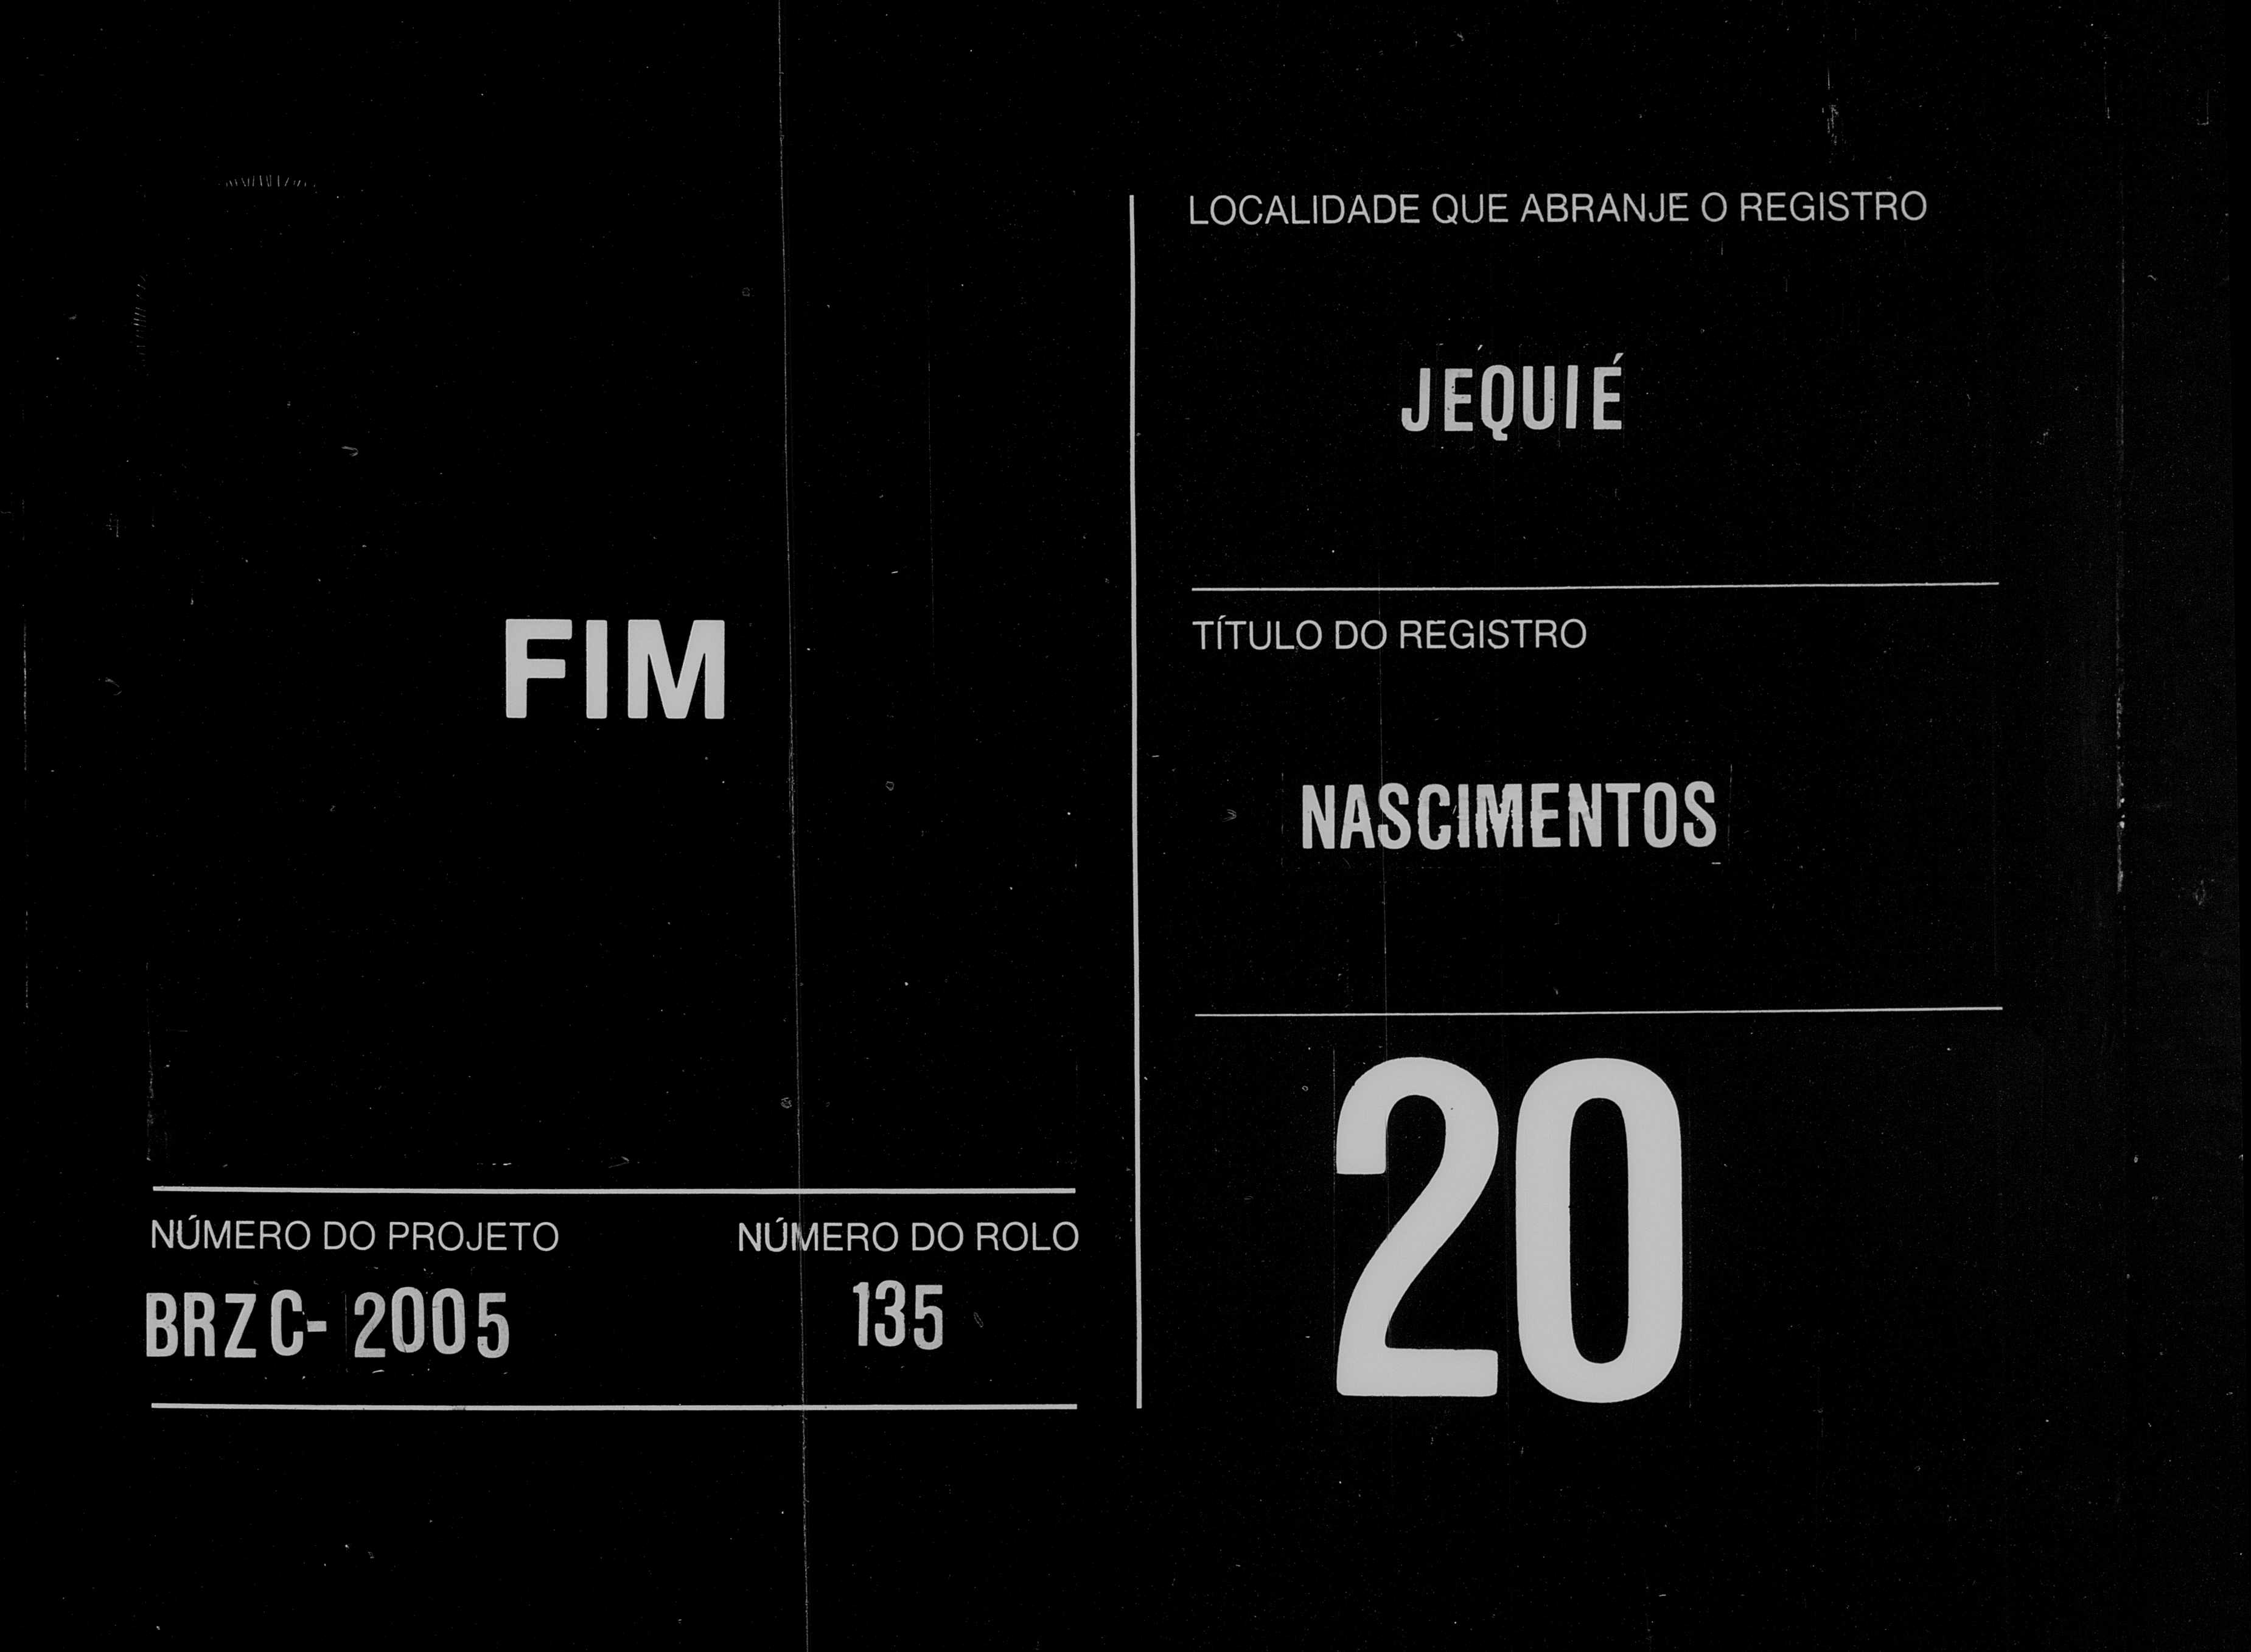 FIM
NÚMERO DO PROJETO
BRZC- 2005
NÚMERO DO ROLO
135
LOCALIDADE QUE ABRANJE O REGISTRO
JEQUIÉ
TÍTULO DO REGISTRO
NASCIMENTOS
20